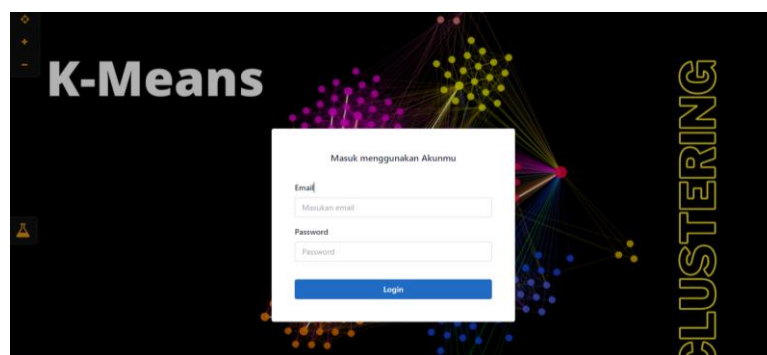 K-Means
CLUSTERING
Masuk menggunakan Akunmu
Email
Masukan email
Password
Password
Login